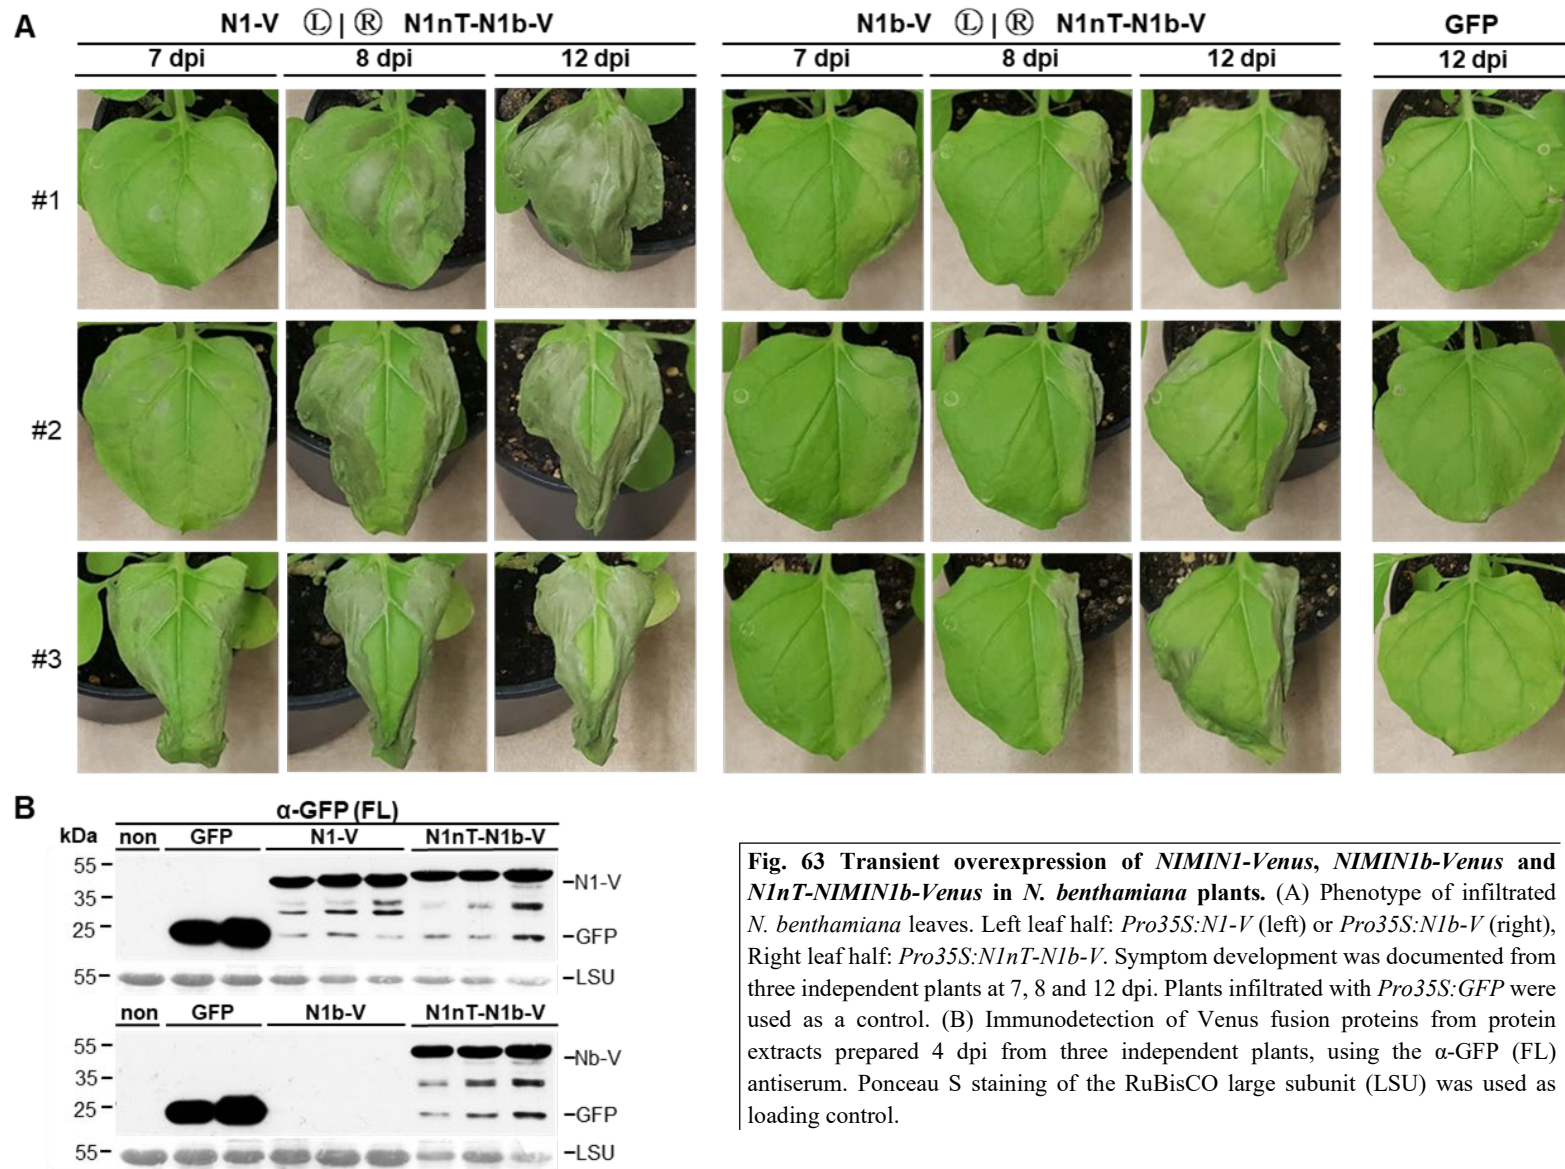 A
N1-V Ⓛ | Ⓡ N1nT-N1b-V
N1b-V Ⓛ | Ⓡ N1nT-N1b-V
GFP
7 dpi
8 dpi
12 dpi
7 dpi
8 dpi
12 dpi
12 dpi
#1
#2
#3
B
α-GFP (FL)
kDa non GFP N1-V N1nT-N1b-V
55
35
25
N1-V
GFP
55
LSU
non GFP N1b-V N1nT-N1b-V
55
35
25
Nb-V
GFP
55
LSU
Fig. 63 Transient overexpression of NIMIN1-Venus, NIMIN1b-Venus and
N1nT-NIMIN1b-Venus in N. benthamiana plants. (A) Phenotype of infiltrated
N. benthamiana leaves. Left leaf half: Pro35S:N1-V (left) or Pro35S:N1b-V (right),
Right leaf half: Pro35S:N1nT-N1b-V. Symptom development was documented from
three independent plants at 7, 8 and 12 dpi. Plants infiltrated with Pro35S:GFP were
used as a control. (B) Immunodetection of Venus fusion proteins from protein
extracts prepared 4 dpi from three independent plants, using the α-GFP (FL)
antiserum. Ponceau S staining of the RuBisCO large subunit (LSU) was used as
loading control.